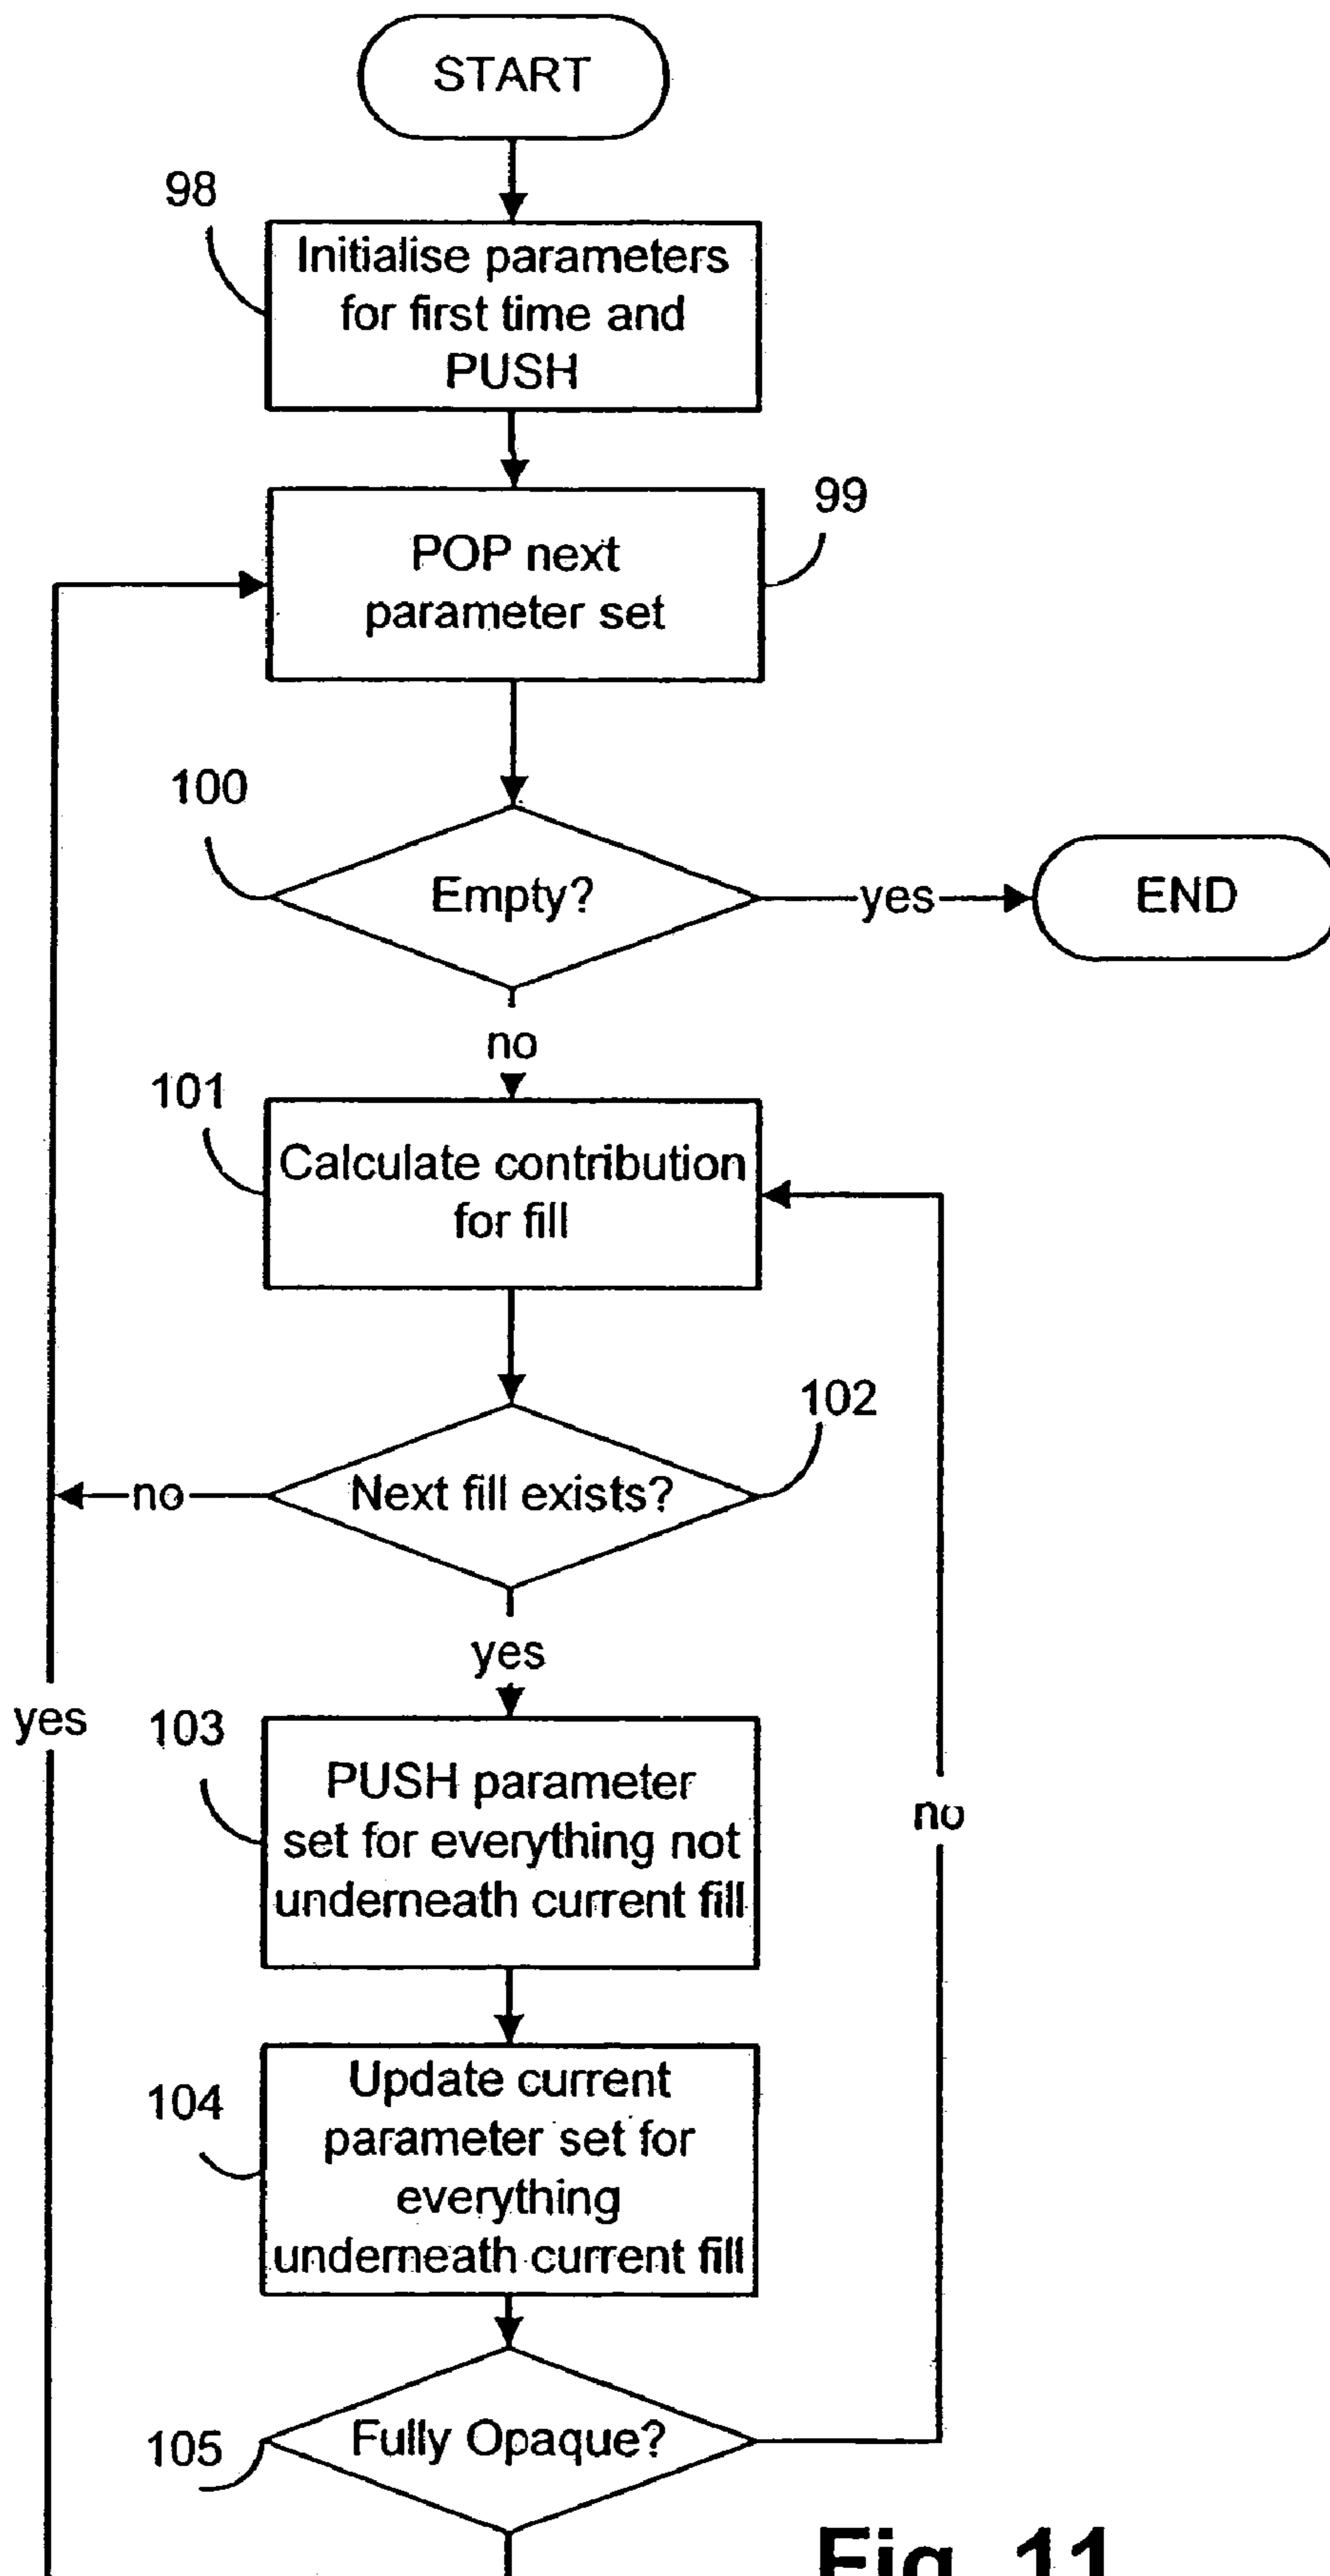 START
98
Initialise parameters
for first time and
PUSH
POP next
parameter set
99
100
Empty?
yes
END
no
101
Calculate contribution
for fill
102
Next fill exists?
no
yes
yes
103
PUSH parameter
set for everything not
underneath current fill
no
104
Update current
parameter set for
everything
underneath current fill
105
Fully Opaque?
Fig. 11